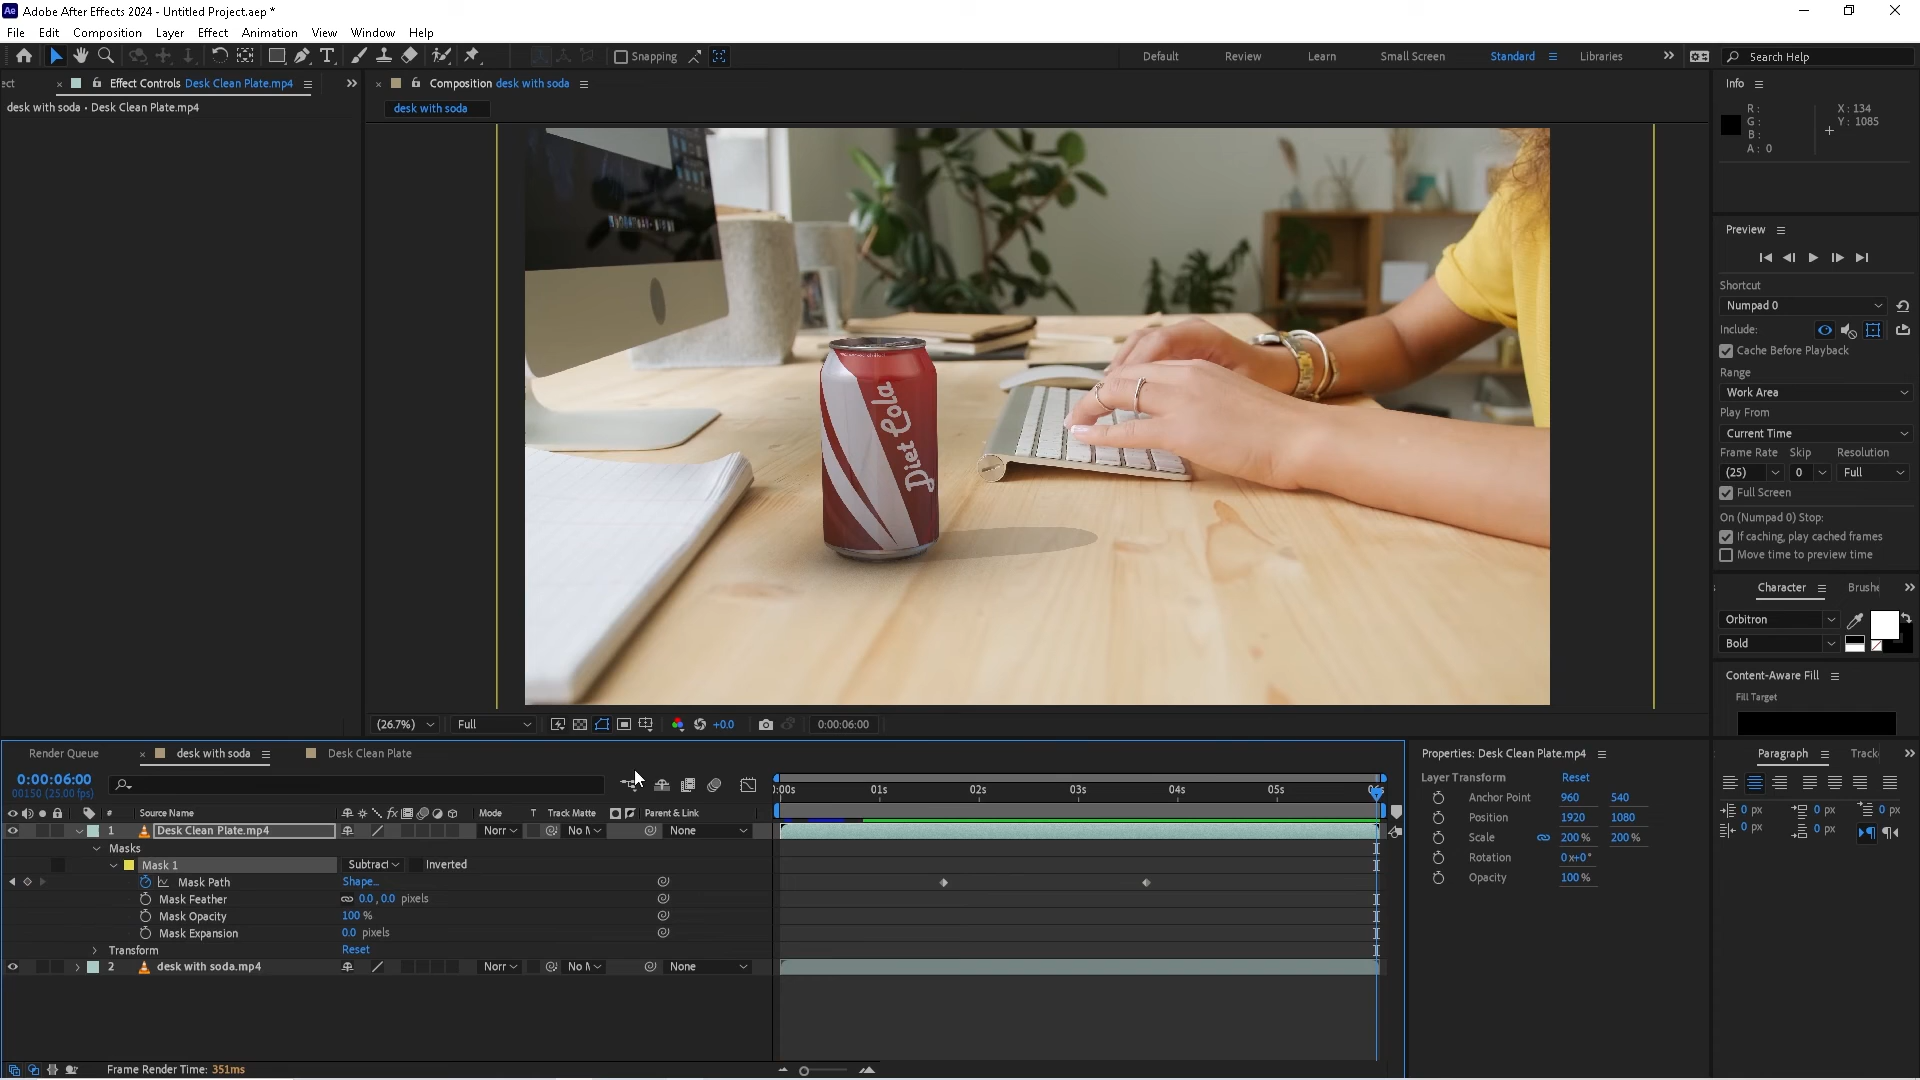 Adobe After Effects 2024 - Untitled Project.aep *
File Edit Composition Layer Effect Animation View Window Help
Snapping
Default Review Learn Small Screen Standard Libraries
Search Help
ect
Effect Controls Desk Clean Plate.mp4
desk with soda • Desk Clean Plate.mp4
Composition desk with soda
desk with soda
Diet Cola
(26.7%) Full +0.0 0:00:06:00
Info
R :
G :
B :
A : 0
X : 134
Y : 1085
Preview
Shortcut
Numpad 0
Include:
Cache Before Playback
Range
Work Area
Play From
Current Time
Frame Rate Skip Resolution
(25) 0 Full
Full Screen
On (Numpad 0) Stop:
If caching, play cached frames
Move time to preview time
Character Brushe
Orbitron
Bold
Content-Aware Fill
Fill Target
Render Queue desk with soda Desk Clean Plate
0:00:06:00
00150 (25.00 fps)
# Source Name fx Mode T Track Matte Parent & Link
:00s 01s 02s 03s 04s 05s 06s
1 Desk Clean Plate.mp4 Norr No M None
Masks
Mask 1 Subtract Inverted
Mask Path Shape...
Mask Feather 0.0 , 0.0 pixels
Mask Opacity 100 %
Mask Expansion 0.0 pixels
Transform Reset
2 desk with soda.mp4 Norr No M None
Frame Render Time: 351ms
Properties: Desk Clean Plate.mp4
Layer Transform Reset
Anchor Point 960 540
Position 1920 1080
Scale 200 % 200 %
Rotation 0x+0°
Opacity 100 %
Paragraph Track
0 px 0 px 0 px
0 px 0 px